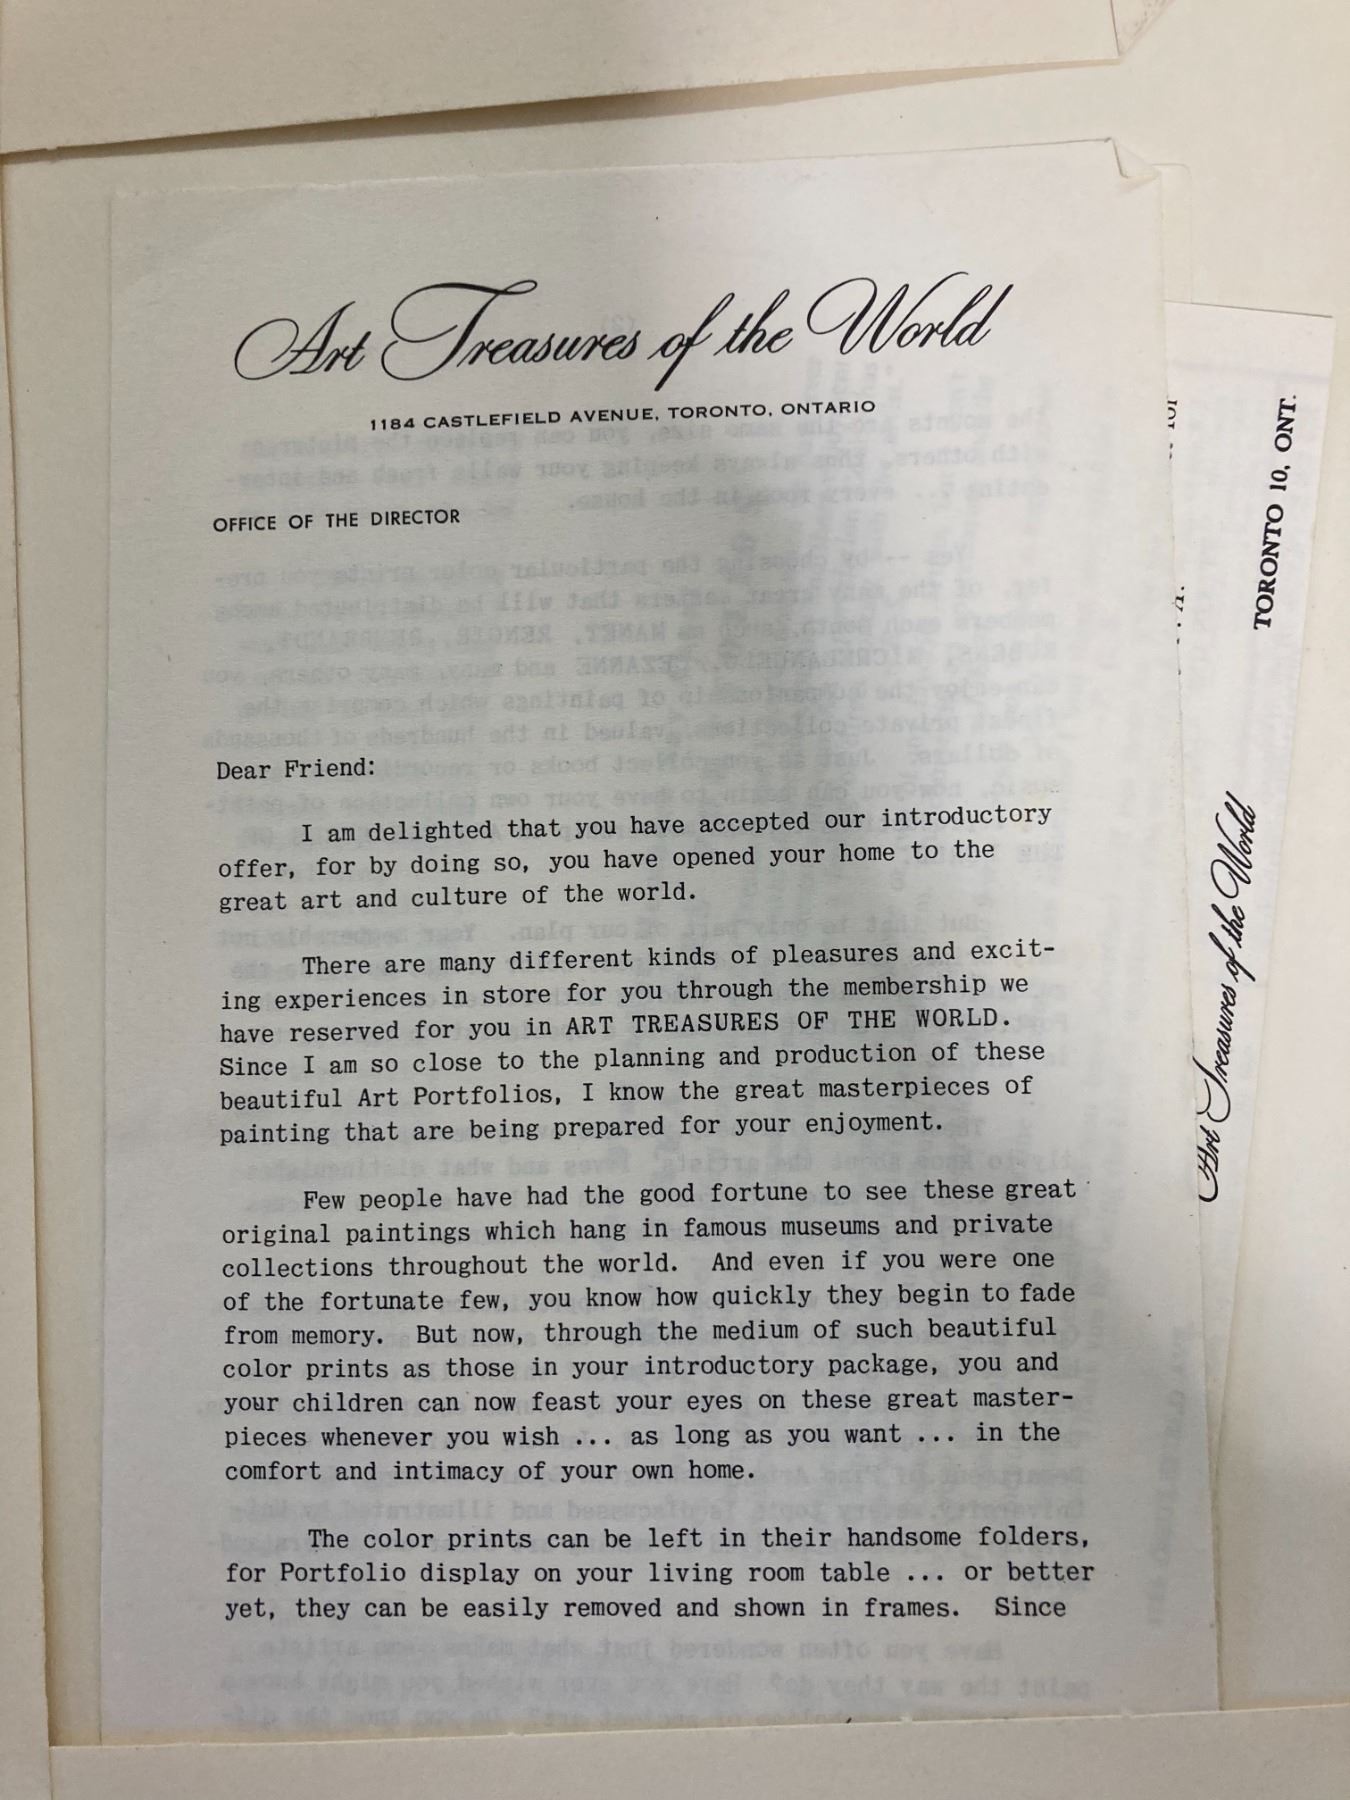 Art Treasures of the World
1184 CASTLEFIELD AVENUE, TORONTO, ONTARIO
OFFICE OF THE DIRECTOR
Dear Friend:
I am delighted that you have accepted our introductory
offer, for by doing so, you have opened your home to the
great art and culture of the world.
There are many different kinds of pleasures and excit-
ing experiences in store for you through the membership we
have reserved for you in ART TREASURES OF THE WORLD.
Since I am so close to the planning and production of these
beautiful Art Portfolios, I know the great masterpieces of
painting that are being prepared for your enjoyment.
Few people have had the good fortune to see these great
original paintings which hang in famous museums and private
collections throughout the world. And even if you were one
of the fortunate few, you know how quickly they begin to fade
from memory. But now, through the medium of such beautiful
color prints as those in your introductory package, you and
your children can now feast your eyes on these great master-
pieces whenever you wish ... as long as you want ... in the
comfort and intimacy of your own home.
The color prints can be left in their handsome folders,
for Portfolio display on your living room table ... or better
yet, they can be easily removed and shown in frames. Since
Art Treasures of the World
TORONTO 10, ONT.